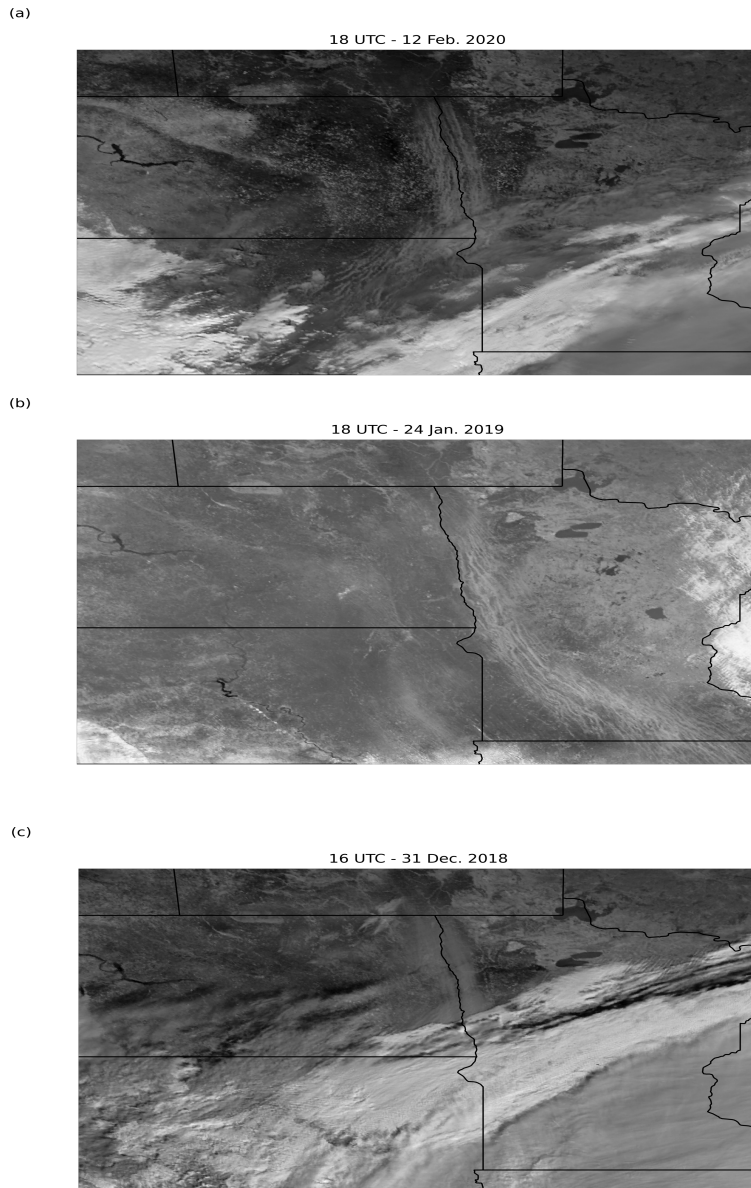 (a)
18 UTC - 12 Feb. 2020
(b)
18 UTC - 24 Jan. 2019
(c)
16 UTC - 31 Dec. 2018